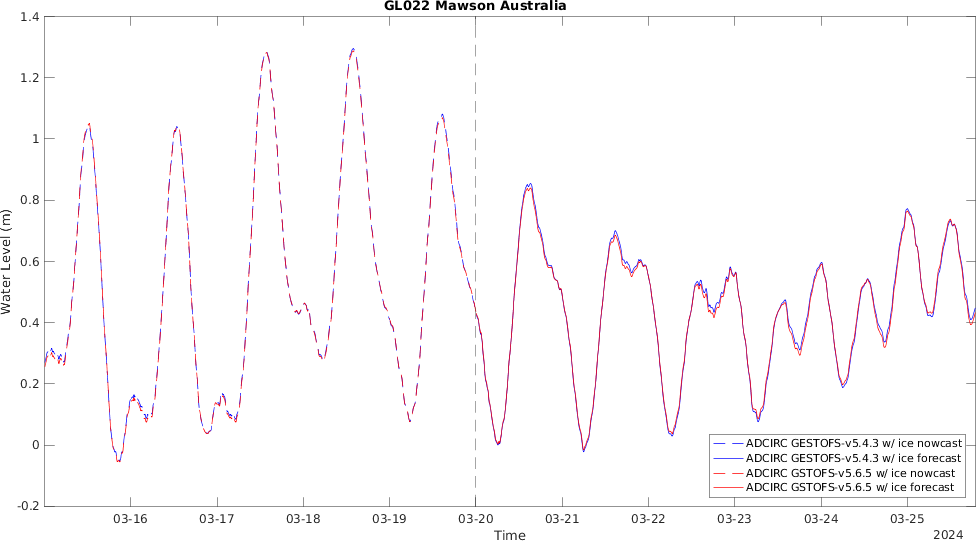 GL022 Mawson Australia
1.4
1.2
1
0.8
0.6
0.4
0.2
0
-0.2
Water Level (m)
03-16 03-17 03-18 03-19 03-20 03-21 03-22 03-23 03-24 03-25
Time
2024
ADCIRC GESTOFS-v5.4.3 w/ ice nowcast
ADCIRC GESTOFS-v5.4.3 w/ ice forecast
ADCIRC GSTOFS-v5.6.5 w/ ice nowcast
ADCIRC GSTOFS-v5.6.5 w/ ice forecast